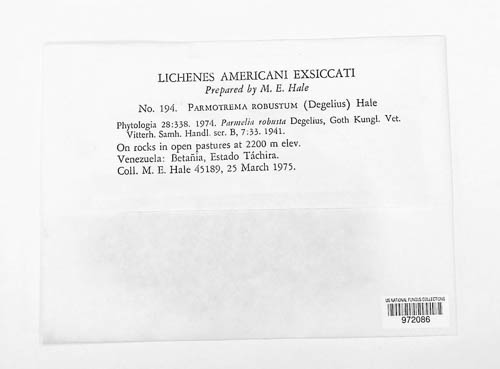 LICHENES AMERICANI EXSICCATI
Prepared by M. E. Hale
No. 194. PARMOTREMA ROBUSTUM (Degelius) Hale
Phytologia 28:338. 1974. Parmelia robusta Degelius, Goth Kungl. Vet.
Vitterh. Samh. Handl. ser. B, 7:33. 1941.
On rocks in open pastures at 2200 m elev.
Venezuela: Betañia, Estado Táchira.
Coll. M. E. Hale 45189, 25 March 1975.
US NATIONAL FUNGUS COLLECTIONS
972086